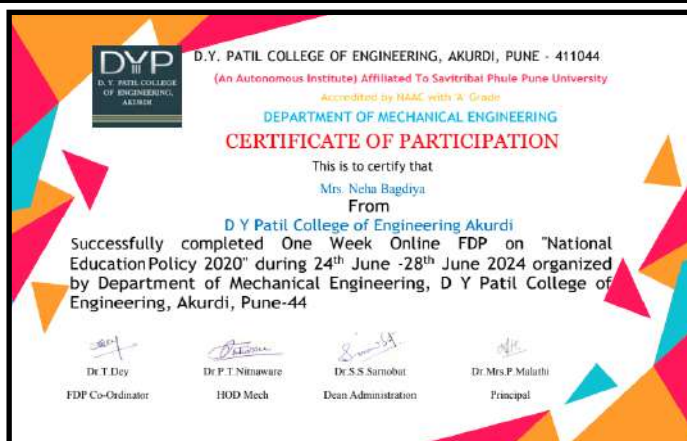 DYP
D. Y. PATIL COLLEGE
OF ENGINEERING,
AKURDI
D.Y. PATIL COLLEGE OF ENGINEERING, AKURDI, PUNE - 411044
(An Autonomous Institute) Affiliated To Savitribai Phule Pune University
Accredited by NAAC with 'A' Grade
DEPARTMENT OF MECHANICAL ENGINEERING
CERTIFICATE OF PARTICIPATION
This is to certify that
Mrs. Neha Bagdiya
From
D Y Patil College of Engineering Akurdi
Successfully completed One Week Online FDP on "National
Education Policy 2020" during 24th June -28th June 2024 organized
by Department of Mechanical Engineering, D Y Patil College of
Engineering, Akurdi, Pune-44
Dr.T.Dey
Dr.P.T.Nitnaware
Dr.S.S.Sarnobat
Dr.Mrs.P.Malathi
FDP Co-Ordinator
HOD Mech
Dean Administration
Principal